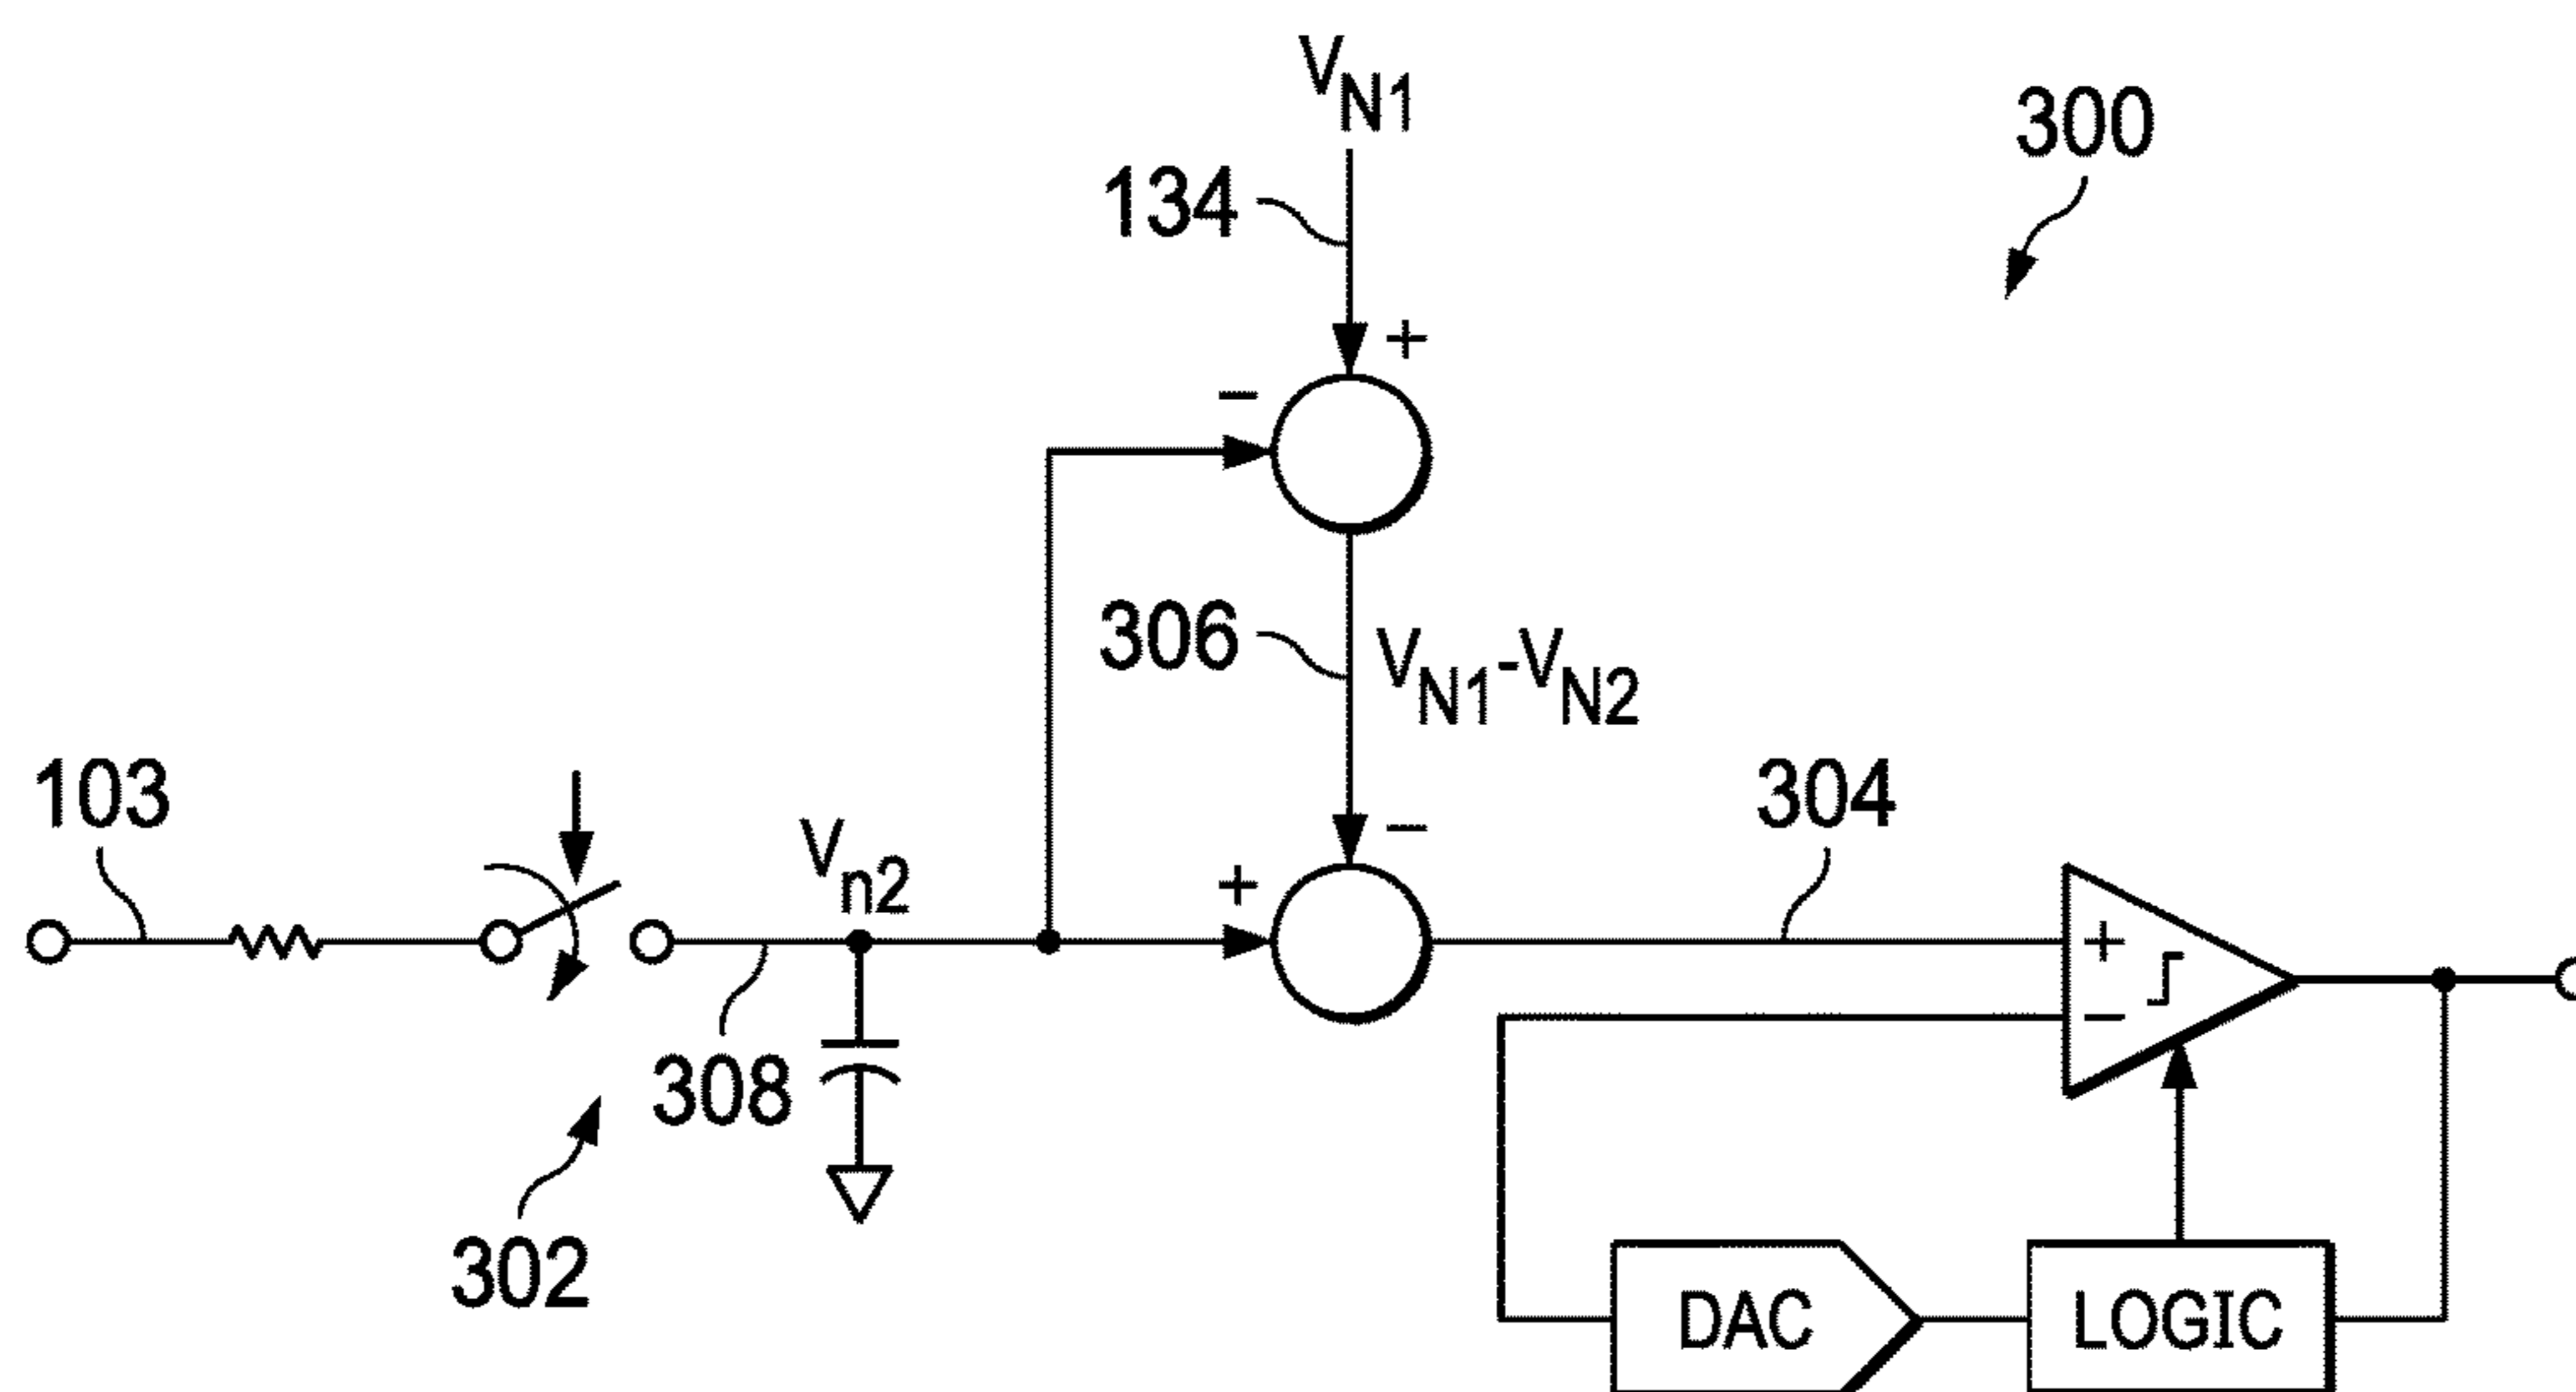 V_N1
300
134
+
−
306
V_N1-V_N2
103
V_n2
304
−
+
+
−
308
302
DAC
LOGIC